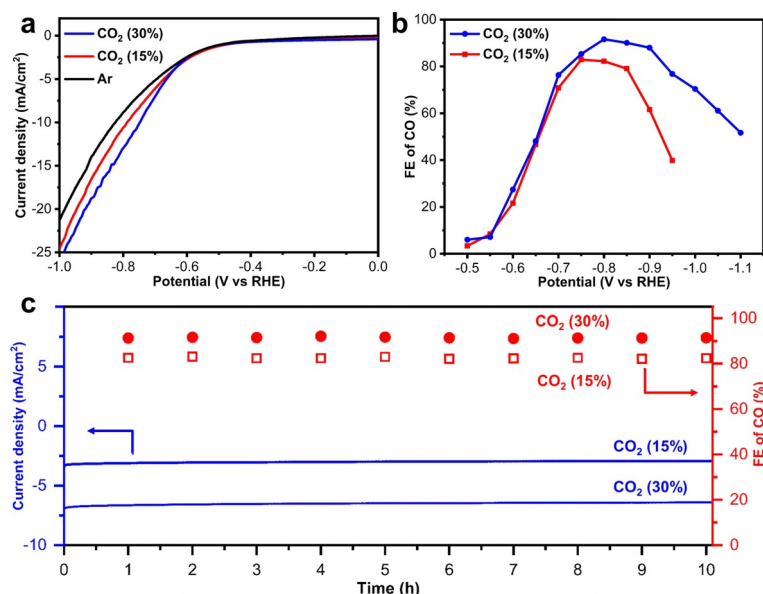 a
CO2 (30%)
CO2 (15%)
Ar
Current density (mA/cm2)
0
-5
-10
-15
-20
-25
-1.0 -0.8 -0.6 -0.4 -0.2 0.0
Potential (V vs RHE)
b
CO2 (30%)
CO2 (15%)
FE of CO (%)
100
80
60
40
20
0
-0.5 -0.6 -0.7 -0.8 -0.9 -1.0 -1.1
Potential (V vs RHE)
c
Current density (mA/cm2)
7.5
5
0
-5
-10
CO2 (30%)
CO2 (15%)
CO2 (15%)
CO2 (30%)
FE of CO (%)
100
80
60
40
20
0
0 1 2 3 4 5 6 7 8 9 10
Time (h)